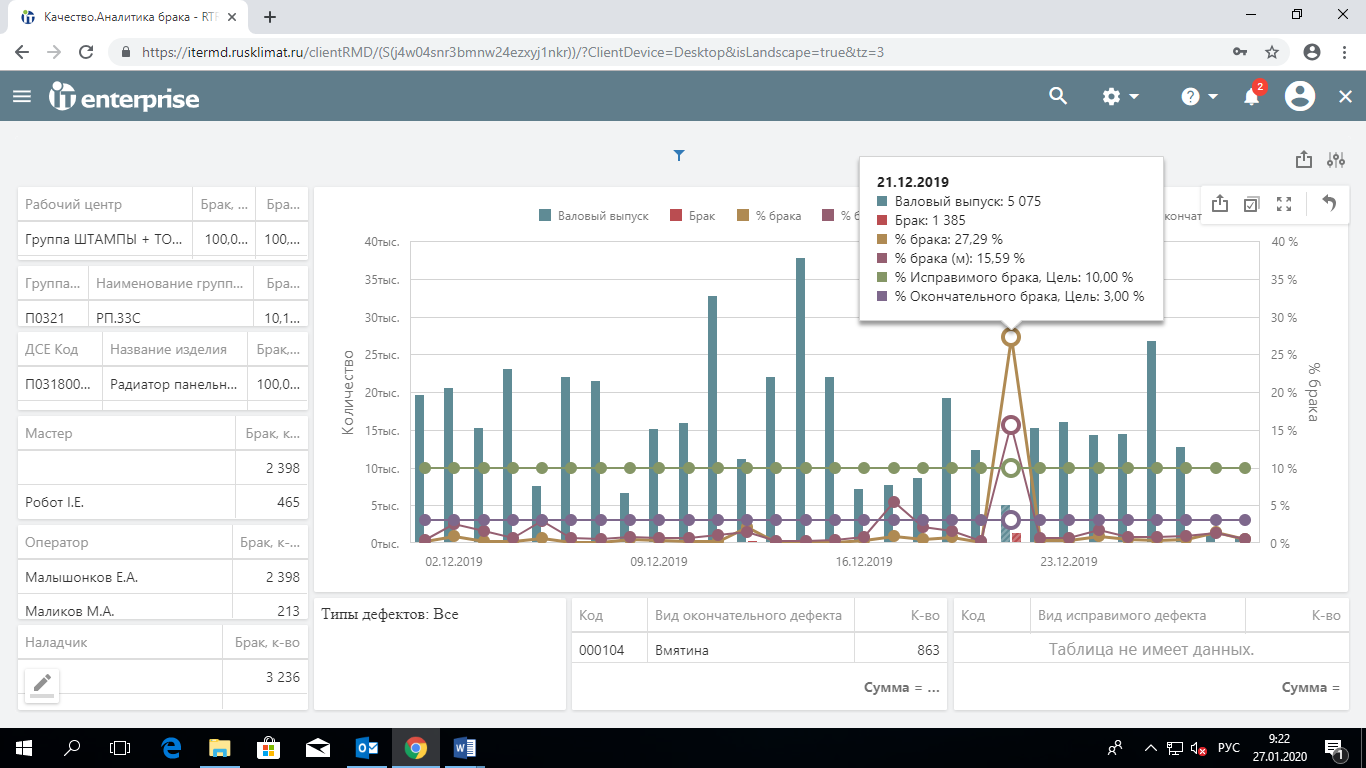 Качество.Аналитика брака - RTF
https://itermd.rusklimat.ru/clientRMD/(S(j4w04snr3bmnw24ezxyj1nkr))/?ClientDevice=Desktop&isLandscape=true&tz=3
it enterprise
2
Рабочий центр Брак, ... Бра...
Группа ШТАМПЫ + ТО... 100,0... 100,...
Группа... Наименование групп... Бра...
П0321 РП.33С 10,1...
ДСЕ Код Название изделия Брак,...
П031800... Радиатор панельн... 100,0...
Мастер Брак, к...
2 398
Робот I.E. 465
Оператор Брак, к-...
Малышонков Е.А. 2 398
Маликов М.А. 213
Наладчик Брак, к-во
3 236
Валовый выпуск Брак % брака % б
окончат
21.12.2019
Валовый выпуск: 5 075
Брак: 1 385
% брака: 27,29 %
% брака (м): 15,59 %
% Исправимого брака, Цель: 10,00 %
% Окончательного брака, Цель: 3,00 %
Количество
40тыс.
35тыс.
30тыс.
25тыс.
20тыс.
15тыс.
10тыс.
5тыс.
0тыс.
40 %
35 %
30 %
25 %
20 %
15 %
10 %
5 %
0 %
% брака
02.12.2019 09.12.2019 16.12.2019 23.12.2019
Типы дефектов: Все
Код Вид окончательного дефекта К-во
000104 Вмятина 863
Сумма = ...
Код Вид исправимого дефекта К-во
Таблица не имеет данных.
Сумма =
РУС
9:22
27.01.2020
1